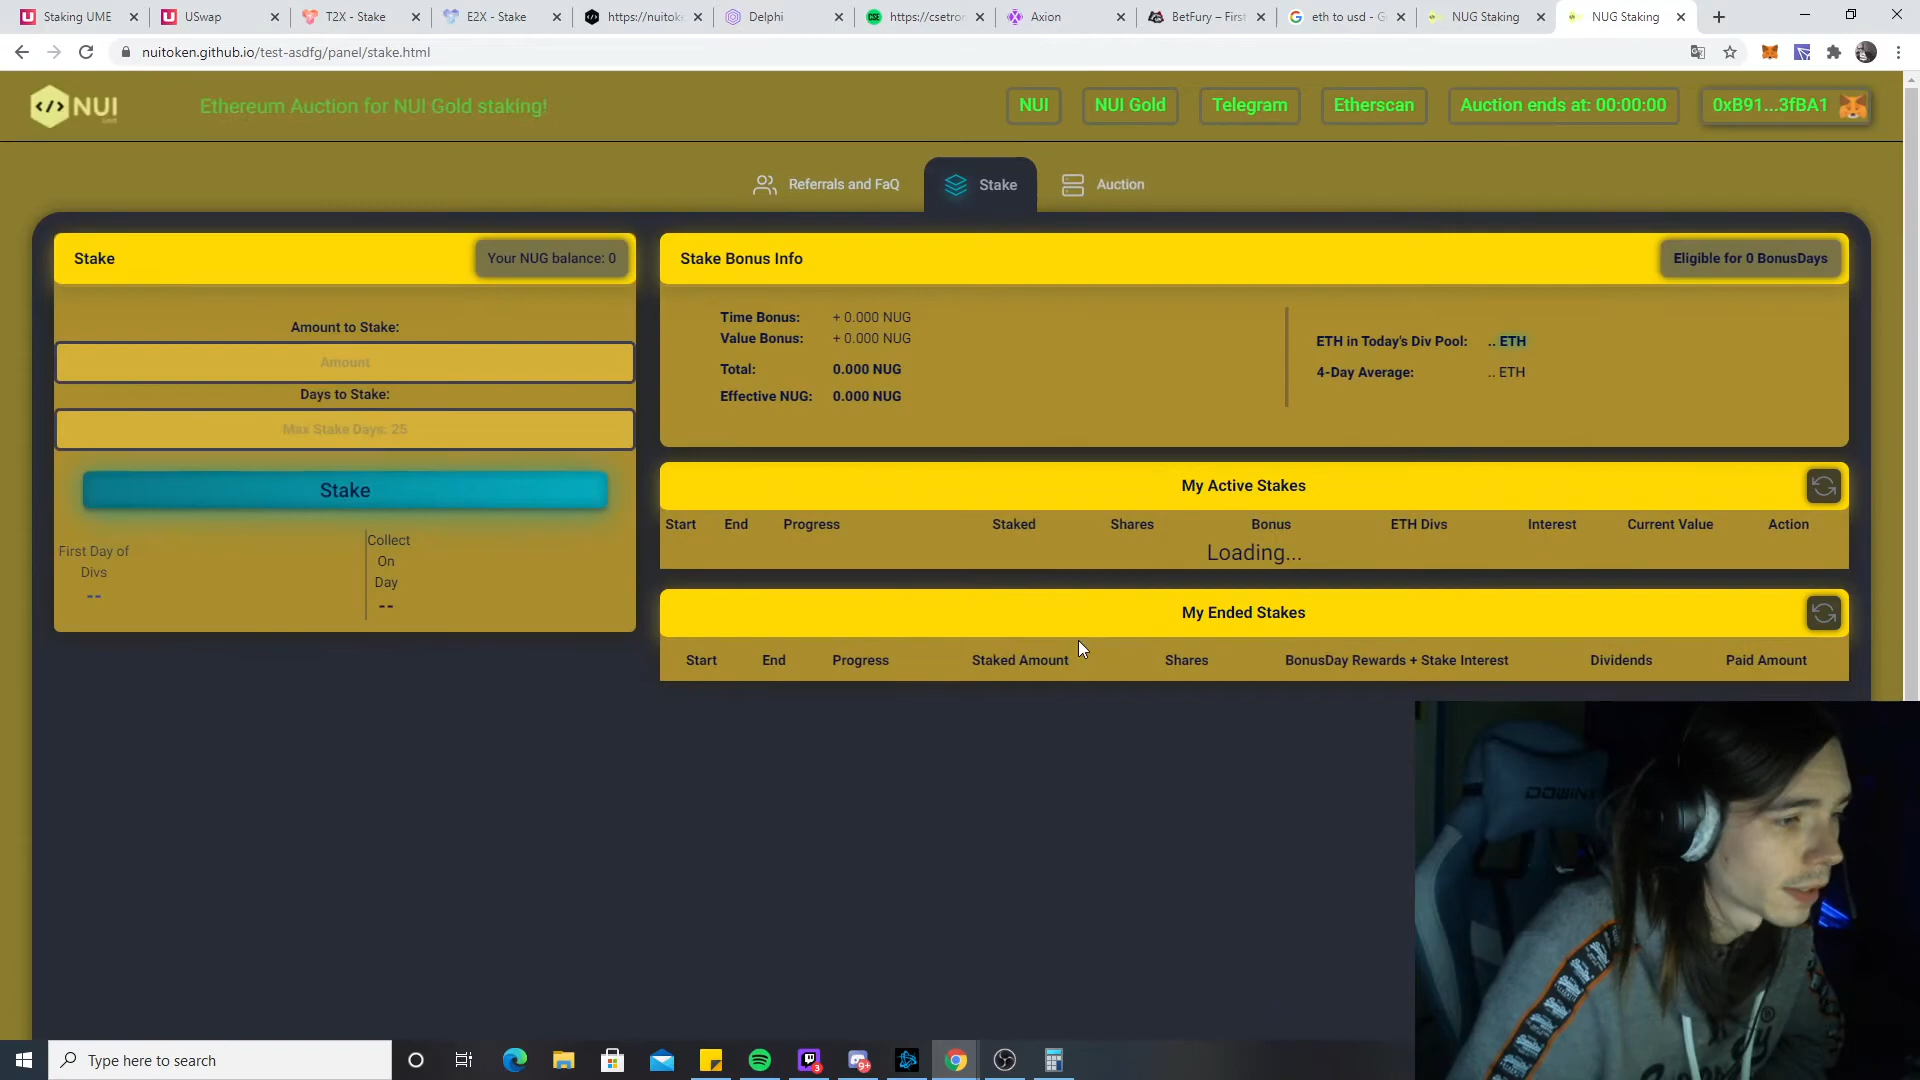 Staking UME
USwap
T2X - Stake
E2X - Stake
https://nuitok
Delphi
https://csetron
Axion
BetFury – First
eth to usd - G
NUG Staking
NUG Staking
nuitoken.github.io/test-asdfg/panel/stake.html
</> NUI
Ethereum Auction for NUI Gold staking!
NUI
NUI Gold
Telegram
Etherscan
Auction ends at: 00:00:00
0xB91...3fBA1
Referrals and FaQ
Stake
Auction
Stake
Your NUG balance: 0
Amount to Stake:
Amount
Days to Stake:
Max Stake Days: 25
Stake
First Day of
Divs
--
Collect
On
Day
--
Stake Bonus Info
Eligible for 0 BonusDays
Time Bonus: + 0.000 NUG
Value Bonus: + 0.000 NUG
Total: 0.000 NUG
Effective NUG: 0.000 NUG
ETH in Today's Div Pool: .. ETH
4-Day Average: .. ETH
My Active Stakes
Start End Progress Staked Shares Bonus ETH Divs Interest Current Value Action
Loading...
My Ended Stakes
Start End Progress Staked Amount Shares BonusDay Rewards + Stake Interest Dividends Paid Amount
DOWINX
Type here to search
3
9+